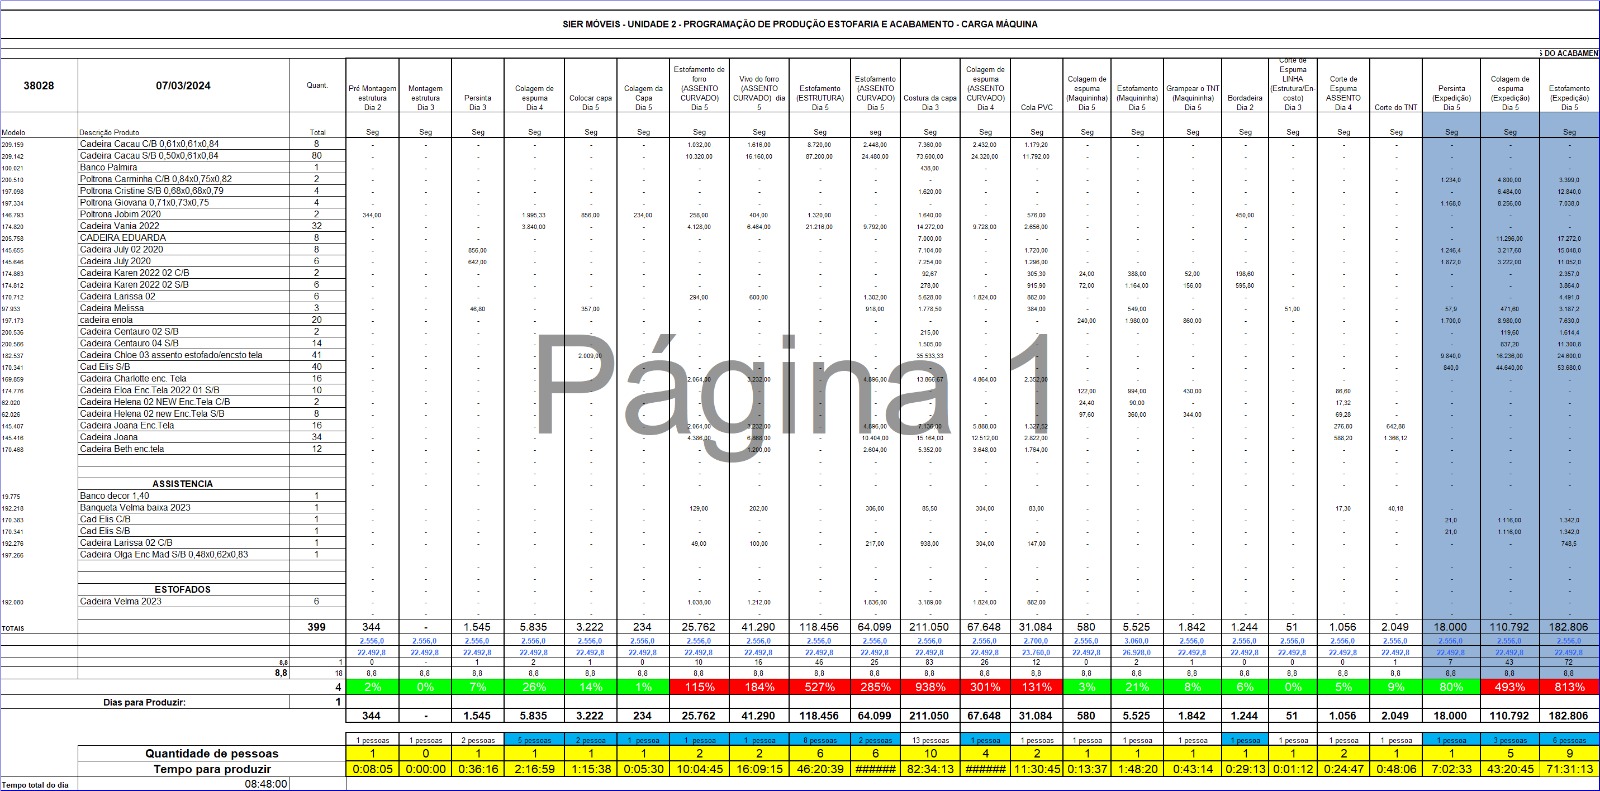 SIER MÓVEIS - UNIDADE 2 - PROGRAMAÇÃO DE PRODUÇÃO ESTOFARIA E ACABAMENTO - CARGA MÁQUINA
S DO ACABAMEN
38028 07/03/2024 Quant. Pré Montagem estrutura Dia 2 Montagem estrutura Dia 3 Persinta Dia 3 Colagem de espuma Dia 4 Colocar capa Dia 5 Colagem da Capa Dia 5 Estofamento de forro (ASSENTO CURVADO) Dia 5 Vivo do forro (ASSENTO CURVADO) dia 5 Estofamento (ESTRUTURA) Dia 5 Estofamento (ASSENTO CURVADO) Dia 5 Costura da capa Dia 3 Colagem de espuma (ASSENTO CURVADO) Dia 4 Cola PVC Colagem de espuma (Maquininha) Dia 5 Estofamento (Maquininha) Dia 5 Grampear o TNT (Maquininha) Dia 5 Bordadeira Dia 2 Corte de Espuma LINHA (Estrutura/Encosto) Dia 3 Corte de Espuma ASSENTO Dia 4 Corte do TNT Persinta (Expedição) Dia 5 Colagem de espuma (Expedição) Dia 5 Estofamento (Expedição) Dia 5
Modelo Descrição Produto Total Seg Seg Seg Seg Seg Seg Seg Seg Seg seg Seg Seg Seg Seg Seg Seg Seg Seg Seg Seg Seg Seg Seg
209.159 Cadeira Cacau C/B 0,61x0,61x0,84 8 1.032,00 1.616,00 8.720,00 2.448,00 7.360,00 2.432,00 1.179,20
209.142 Cadeira Cacau S/B 0,50x0,61x0,84 80 10.320,00 16.160,00 87.200,00 24.480,00 73.600,00 24.320,00 11.792,00
100.021 Banco Palmira 1 438,00
200.510 Poltrona Carminha C/B 0,84x0,75x0,82 2 1.234,0 4.800,00 3.399,0
197.098 Poltrona Cristine S/B 0,68x0,68x0,79 4 1.620,00 9.484,00 12.840,0
197.334 Poltrona Giovana 0,71x0,73x0,75 4 1.168,0 8.256,00 7.038,0
146.793 Poltrona Jobim 2020 2 344,00 1.995,33 856,00 234,00 258,00 404,00 1.320,00 1.640,00 576,00 450,00
174.820 Cadeira Vania 2022 32 3.840,00 4.128,00 6.464,00 21.216,00 9.792,00 14.272,00 9.728,00 2.656,00
205.758 CADEIRA EDUARDA 8 7.000,00 11.296,00 17.272,0
145.655 Cadeira July 02 2020 8 856,00 7.104,00 1.720,00 1.246,4 3.217,60 15.040,0
145.646 Cadeira July 2020 6 642,00 7.254,00 1.296,00 1.872,0 3.222,00 11.052,0
174.863 Cadeira Karen 2022 02 C/B 2 92,67 305,30 24,00 388,00 52,00 198,60 2.357,0
174.812 Cadeira Karen 2022 02 S/B 6 278,00 915,90 72,00 1.164,00 156,00 595,80 3.864,0
170.712 Cadeira Larissa 02 6 294,00 600,00 1.302,00 5.628,00 1.824,00 882,00 4.491,0
97.933 Cadeira Melissa 3 46,80 357,00 918,00 1.778,50 384,00 549,00 51,00 57,9 471,60 3.187,2
197.173 cadeira enola 20 240,00 1.980,00 860,00 1.700,0 8.980,00 7.630,0
200.536 Cadeira Centauro 02 S/B 2 215,00 119,60 1.614,4
200.566 Cadeira Centauro 04 S/B 14 1.505,00 837,20 11.300,8
182.537 Cadeira Chloe 03 assento estofado/encsto tela 41 2.009,00 35.533,33 9.840,0 16.236,00 24.600,0
170.341 Cad Elis S/B 40 840,0 44.640,00 53.680,0
169.859 Cadeira Charlotte enc. Tela 16 2.064,00 3.232,00 4.896,00 13.866,67 4.864,00 2.352,00
174.776 Cadeira Eloa Enc.Tela 2022 01 S/B 10 122,00 994,00 430,00 86,60
62.020 Cadeira Helena 02 NEW Enc.Tela C/B 2 24,40 90,00 17,32
62.026 Cadeira Helena 02 new Enc.Tela S/B 8 97,60 360,00 344,00 69,28
145.407 Cadeira Joana Enc.Tela 16 2.064,00 3.232,00 4.896,00 7.136,00 5.888,00 1.327,52 276,80 642,88
145.416 Cadeira Joana 34 4.386,00 6.868,00 10.404,00 15.164,00 12.512,00 2.822,00 588,20 1.366,12
170.468 Cadeira Beth enc.tela 12 1.200,00 2.604,00 5.352,00 3.648,00 1.764,00
ASSISTENCIA
19.775 Banco decor 1,40 1
192.218 Banqueta Velma baixa 2023 1 129,00 202,00 306,00 85,50 304,00 83,00 17,30 40,18
170.383 Cad Elis C/B 1 21,0 1.116,00 1.342,0
170.341 Cad Elis S/B 1 21,0 1.116,00 1.342,0
192.276 Cadeira Larissa 02 C/B 1 49,00 100,00 217,00 938,00 304,00 147,00 748,5
197.266 Cadeira Olga Enc Mad S/B 0,48x0,62x0,83 1
ESTOFADOS
192.080 Cadeira Velma 2023 6 1.038,00 1.212,00 1.836,00 3.189,00 1.824,00 882,00
TOTAIS 399 344 - 1.545 5.835 3.222 234 25.762 41.290 118.456 64.099 211.050 67.648 31.084 580 5.525 1.842 1.244 51 1.056 2.049 18.000 110.792 182.806
2.556,0 2.556,0 2.556,0 2.556,0 2.556,0 2.556,0 2.556,0 2.556,0 2.556,0 2.556,0 2.556,0 2.556,0 2.700,0 2.556,0 3.060,0 2.556,0 2.556,0 2.556,0 2.556,0 2.556,0 2.556,0 2.556,0 2.556,0
22.492,8 22.492,8 22.492,8 22.492,8 22.492,8 22.492,8 22.492,8 22.492,8 22.492,8 22.492,8 22.492,8 22.492,8 23.760,0 22.492,8 26.928,0 22.492,8 22.492,8 22.492,8 22.492,8 22.492,8 22.492,8 22.492,8 22.492,8
8,8 1 0 - 1 2 1 0 10 16 46 25 83 26 12 0 2 1 0 0 0 1 7 43 72
8,8 18 8,8 8,8 8,8 8,8 8,8 8,8 8,8 8,8 8,8 8,8 8,8 8,8 8,8 8,8 8,8 8,8 8,8 8,8 8,8 8,8 8,8 8,8 8,8
4 2% 0% 7% 26% 14% 1% 115% 184% 527% 285% 938% 301% 131% 3% 21% 8% 6% 0% 5% 9% 80% 493% 813%
Dias para Produzir: 1
344 - 1.545 5.835 3.222 234 25.762 41.290 118.456 64.099 211.050 67.648 31.084 580 5.525 1.842 1.244 51 1.056 2.049 18.000 110.792 182.806
1 pessoas 1 pessoas 2 pessoas 5 pessoas 2 pessoas 1 pessoa 1 pessoa 1 pessoas 8 pessoas 2 pessoas 13 pessoas 1 pessoa 1 pessoas 1 pessoas 1 pessoas 1 pessoas 1 pessoa 1 pessoas 1 pessoas 1 pessoas 1 pessoa 3 pessoas 6 pessoas
Quantidade de pessoas 1 0 1 1 1 1 2 2 6 6 10 4 2 1 1 1 1 1 2 1 1 5 9
Tempo para produzir 0:08:05 0:00:00 0:36:16 2:16:59 1:15:38 0:05:30 10:04:45 16:09:15 46:20:39 ###### 82:34:13 ###### 11:30:45 0:13:37 1:48:20 0:43:14 0:29:13 0:01:12 0:24:47 0:48:06 7:02:33 43:20:45 71:31:13
Tempo total do dia 08:48:00
Página 1